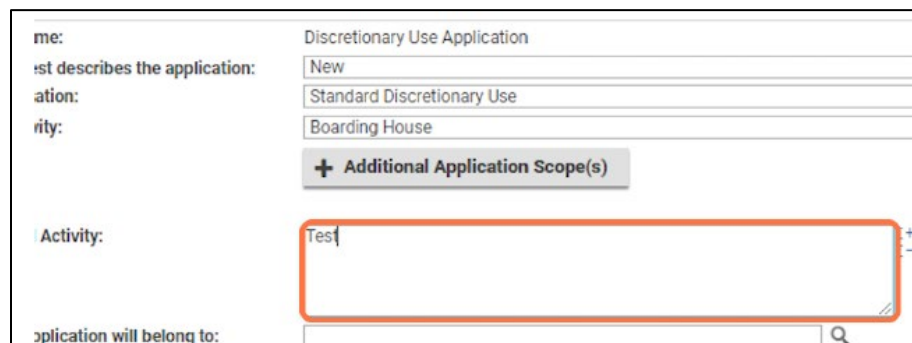 me: Discretionary Use Application
est describes the application: New
ation: Standard Discretionary Use
vity: Boarding House
+ Additional Application Scope(s)
Activity: Test
pplication will belong to: